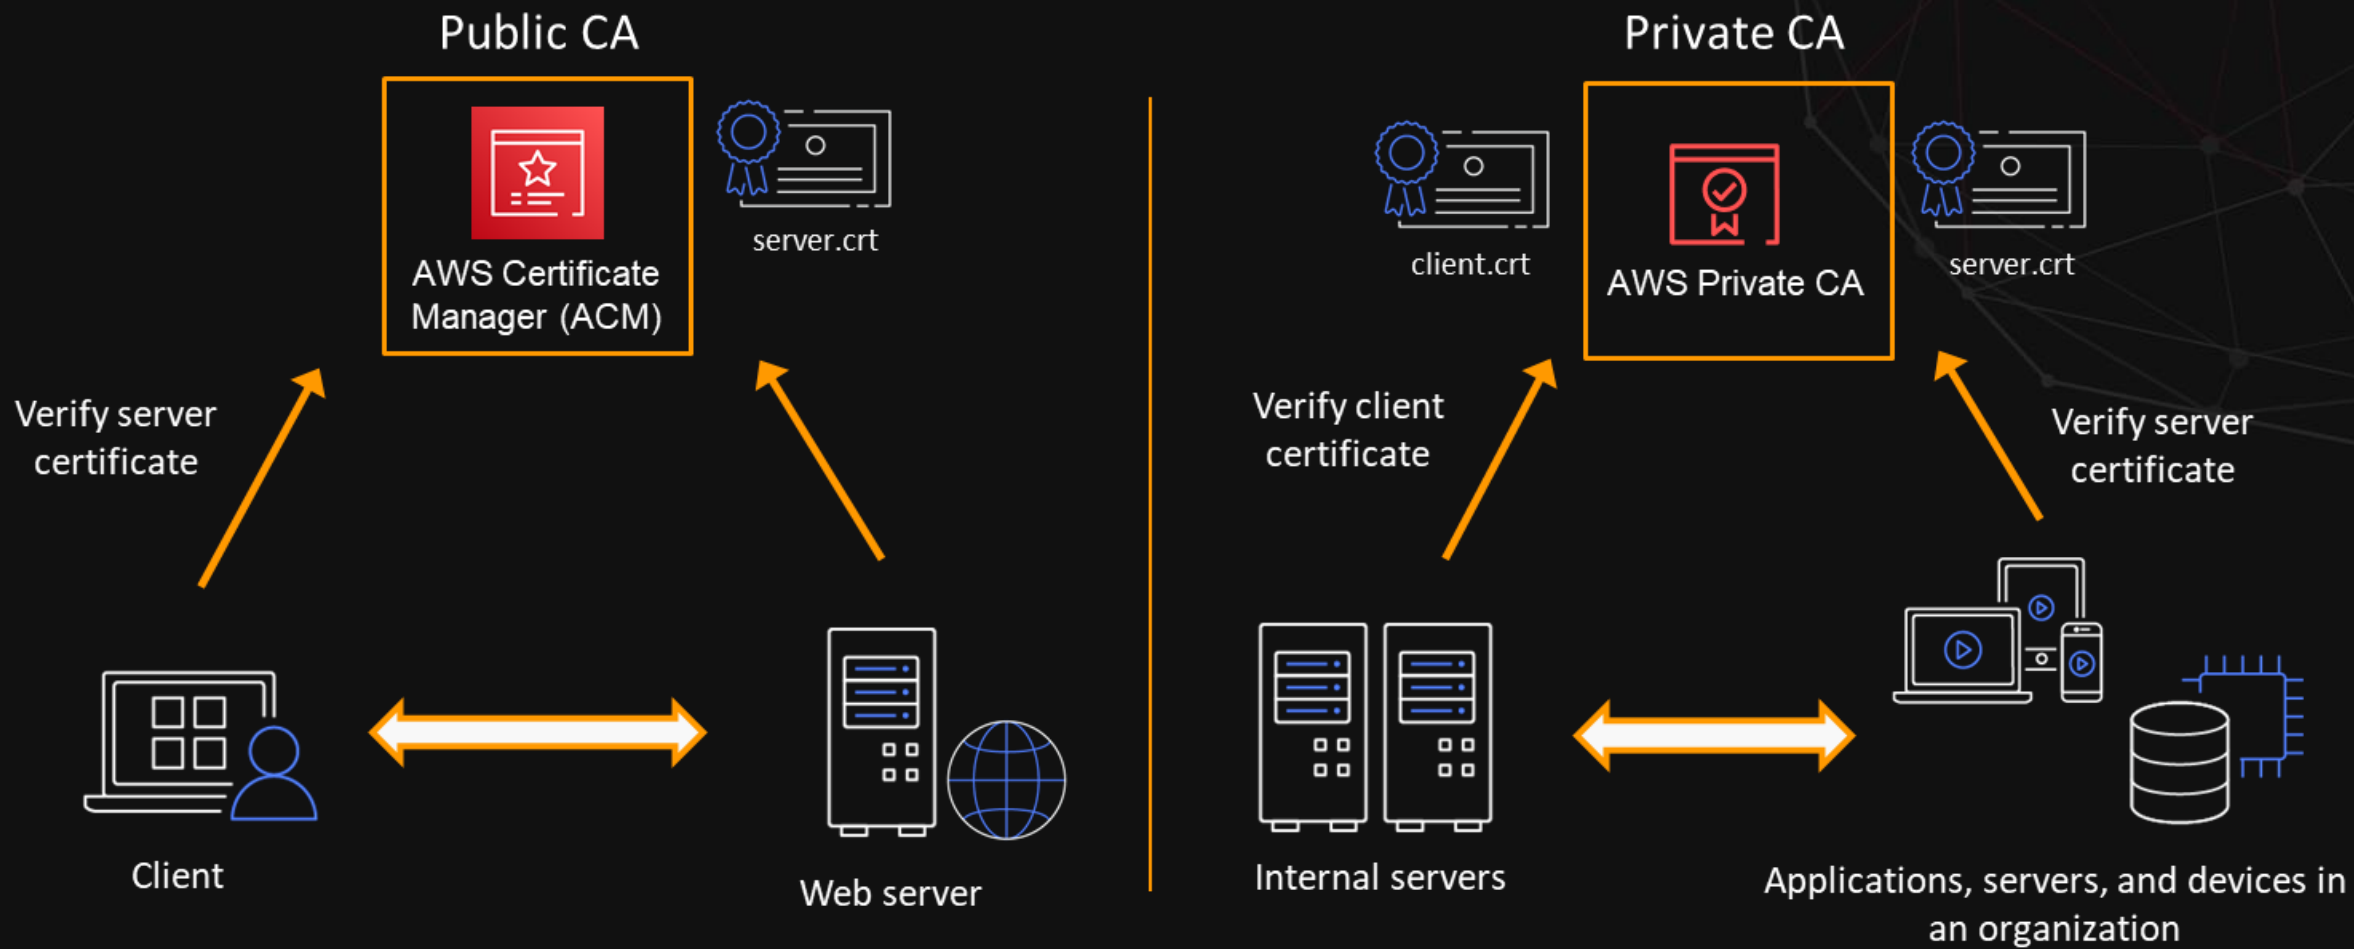 Public CA
AWS Certificate
Manager (ACM)
server.crt
Verify server
certificate
Client
Web server
Private CA
client.crt
AWS Private CA
server.crt
Verify client
certificate
Verify server
certificate
Internal servers
Applications, servers, and devices in
an organization